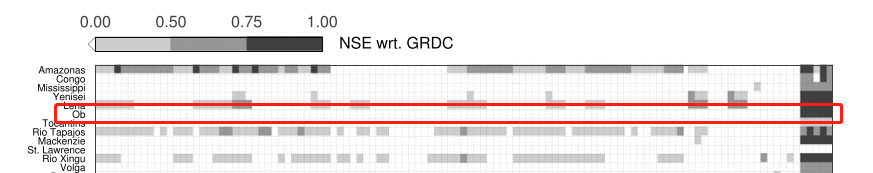 0.00 0.50 0.75 1.00
NSE wrt. GRDC
Amazonas
Congo
Mississippi
Yenisei
Lena
Ob
Tocantins
Rio Tapajos
Mackenzie
St. Lawrence
Rio Xingu
Volga